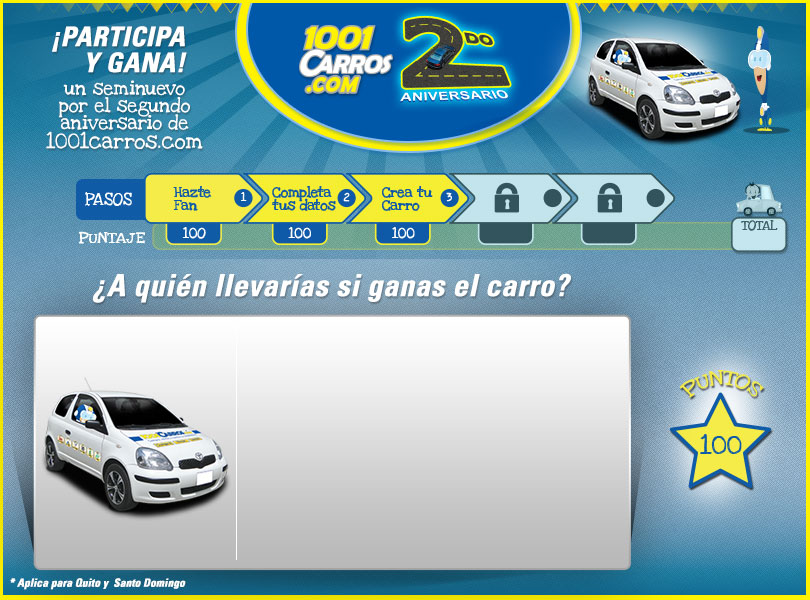 ¡PARTICIPA
Y GANA!
un seminuevo
por el segundo
aniversario de
1001carros.com
1001
CARROS
.COM
2DO
ANIVERSARIO
PASOS
Hazte
Fan
1
Completa
tus datos
2
Crea tu
Carro
3
PUNTAJE
100
100
100
TOTAL
¿A quién llevarías si ganas el carro?
PUNTOS
100
* Aplica para Quito y Santo Domingo